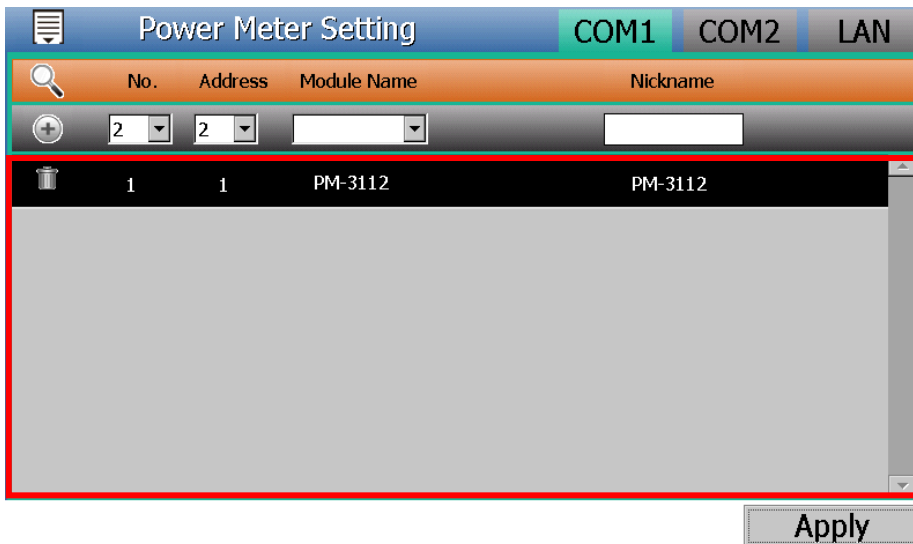 Power Meter Setting COM1 COM2 LAN
No. Address Module Name Nickname
2 2
1 1 PM-3112 PM-3112
Apply